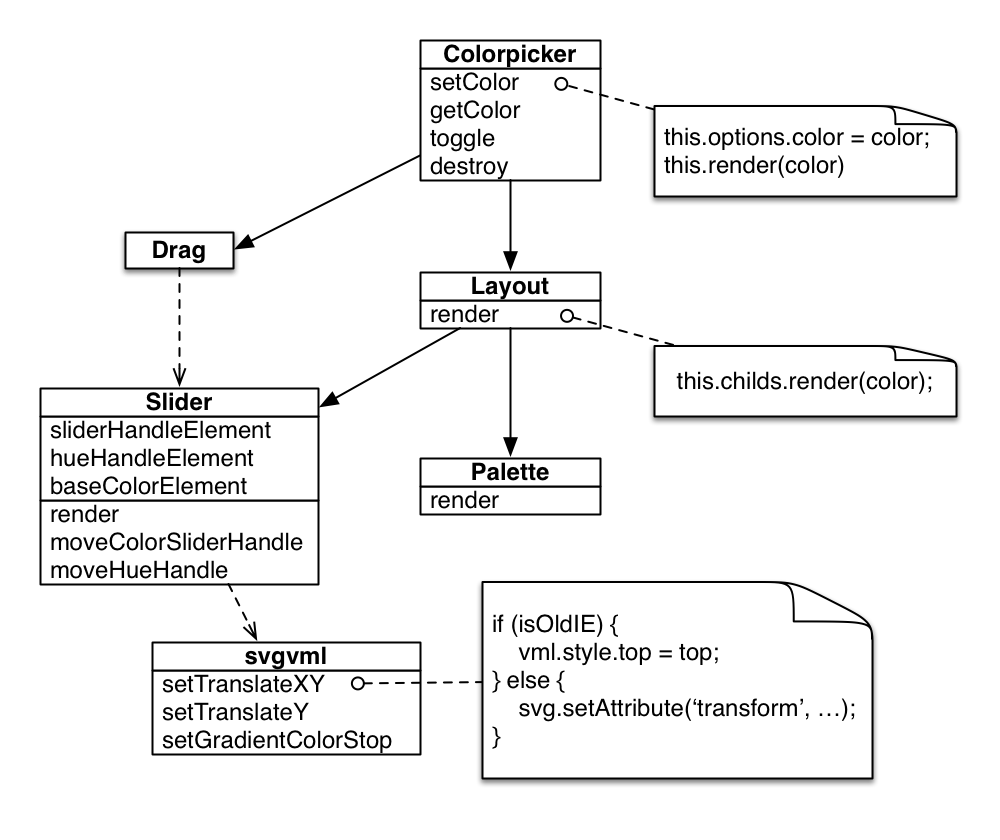 Colorpicker
setColor
getColor
toggle
destroy
this.options.color = color;
this.render(color)
Drag
Layout
render
this.childs.render(color);
Slider
sliderHandleElement
hueHandleElement
baseColorElement
render
moveColorSliderHandle
moveHueHandle
Palette
render
svgvml
setTranslateXY
setTranslateY
setGradientColorStop
if (isOldIE) {
vml.style.top = top;
} else {
svg.setAttribute(‘transform’, …);
}